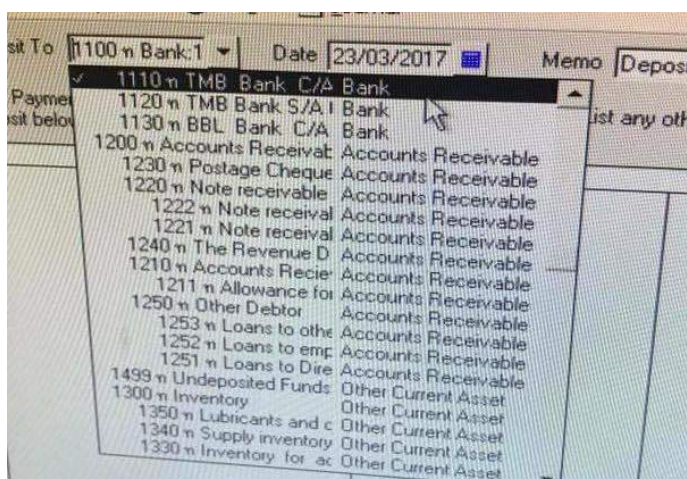 sit To 1100 ท Bank:1 Date 23/03/2017 Memo Depos
1110 ท TMB Bank C/A Bank
Paymer 1120 ท TMB Bank S/A I Bank
sit below 1130 ท BBL Bank C/A Bank ist any oth
1200 ท Accounts Receivab Accounts Receivable
1230 ท Postage Cheque Accounts Receivable
1220 ท Note receivable Accounts Receivable
1222 ท Note receival Accounts Receivable
1221 ท Note receival Accounts Receivable
1240 ท The Revenue D Accounts Receivable
1210 ท Accounts Recie Accounts Receivable
1211 ท Allowance for Accounts Receivable
1250 ท Other Debtor Accounts Receivable
1253 ท Loans to othe Accounts Receivable
1252 ท Loans to emp Accounts Receivable
1251 ท Loans to Dire Accounts Receivable
1499 ท Undeposited Funds Other Current Asset
1300 ท Inventory Other Current Asset
1350 ท Lubricants and c Other Current Asset
1340 ท Supply inventory Other Current Asset
1330 ท Inventory for ac Other Current Asset